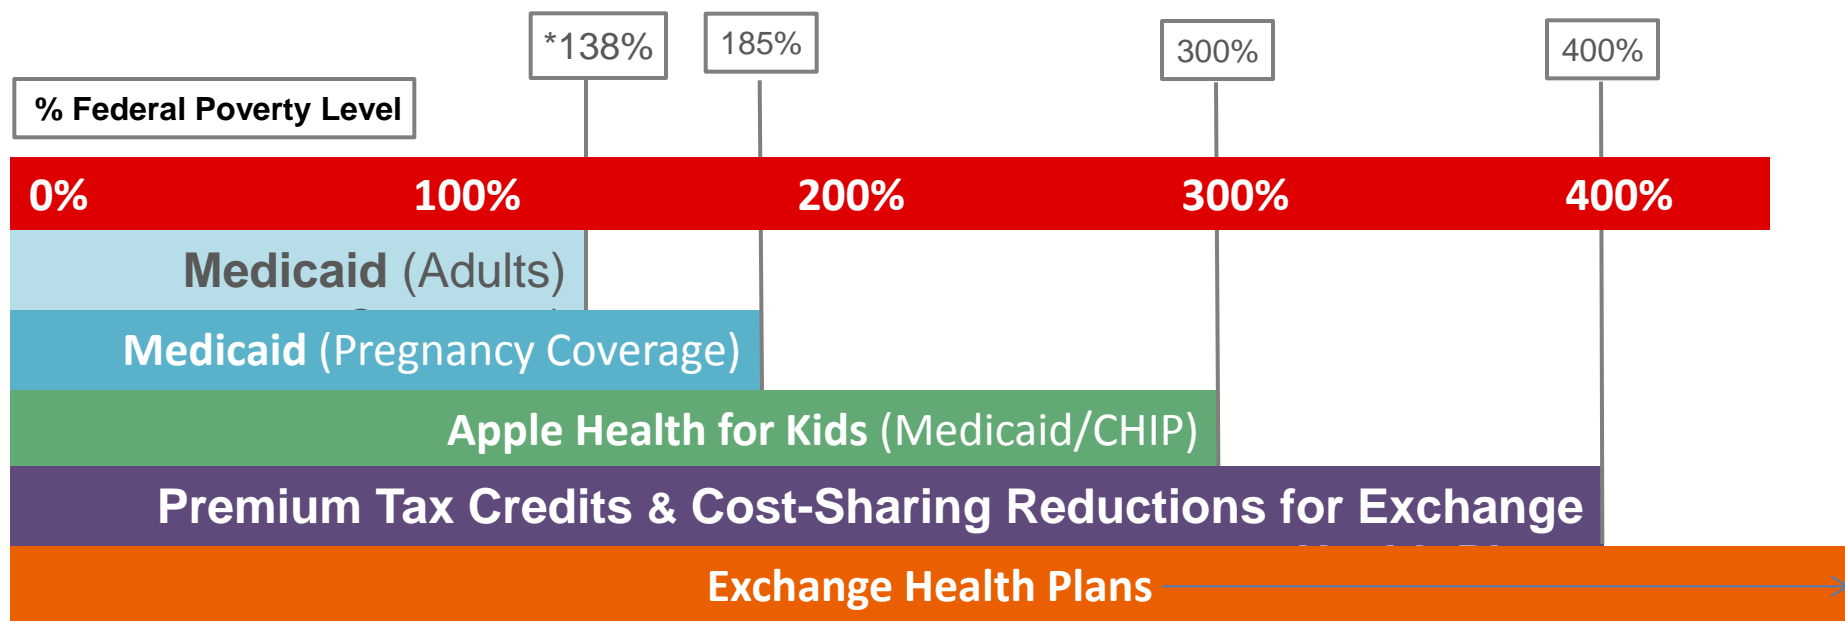 *138%
185%
300%
400%
% Federal Poverty Level
0% 100% 200% 300% 400%
Medicaid (Adults)
Medicaid (Pregnancy Coverage)
Apple Health for Kids (Medicaid/CHIP)
Premium Tax Credits & Cost-Sharing Reductions for Exchange
Exchange Health Plans